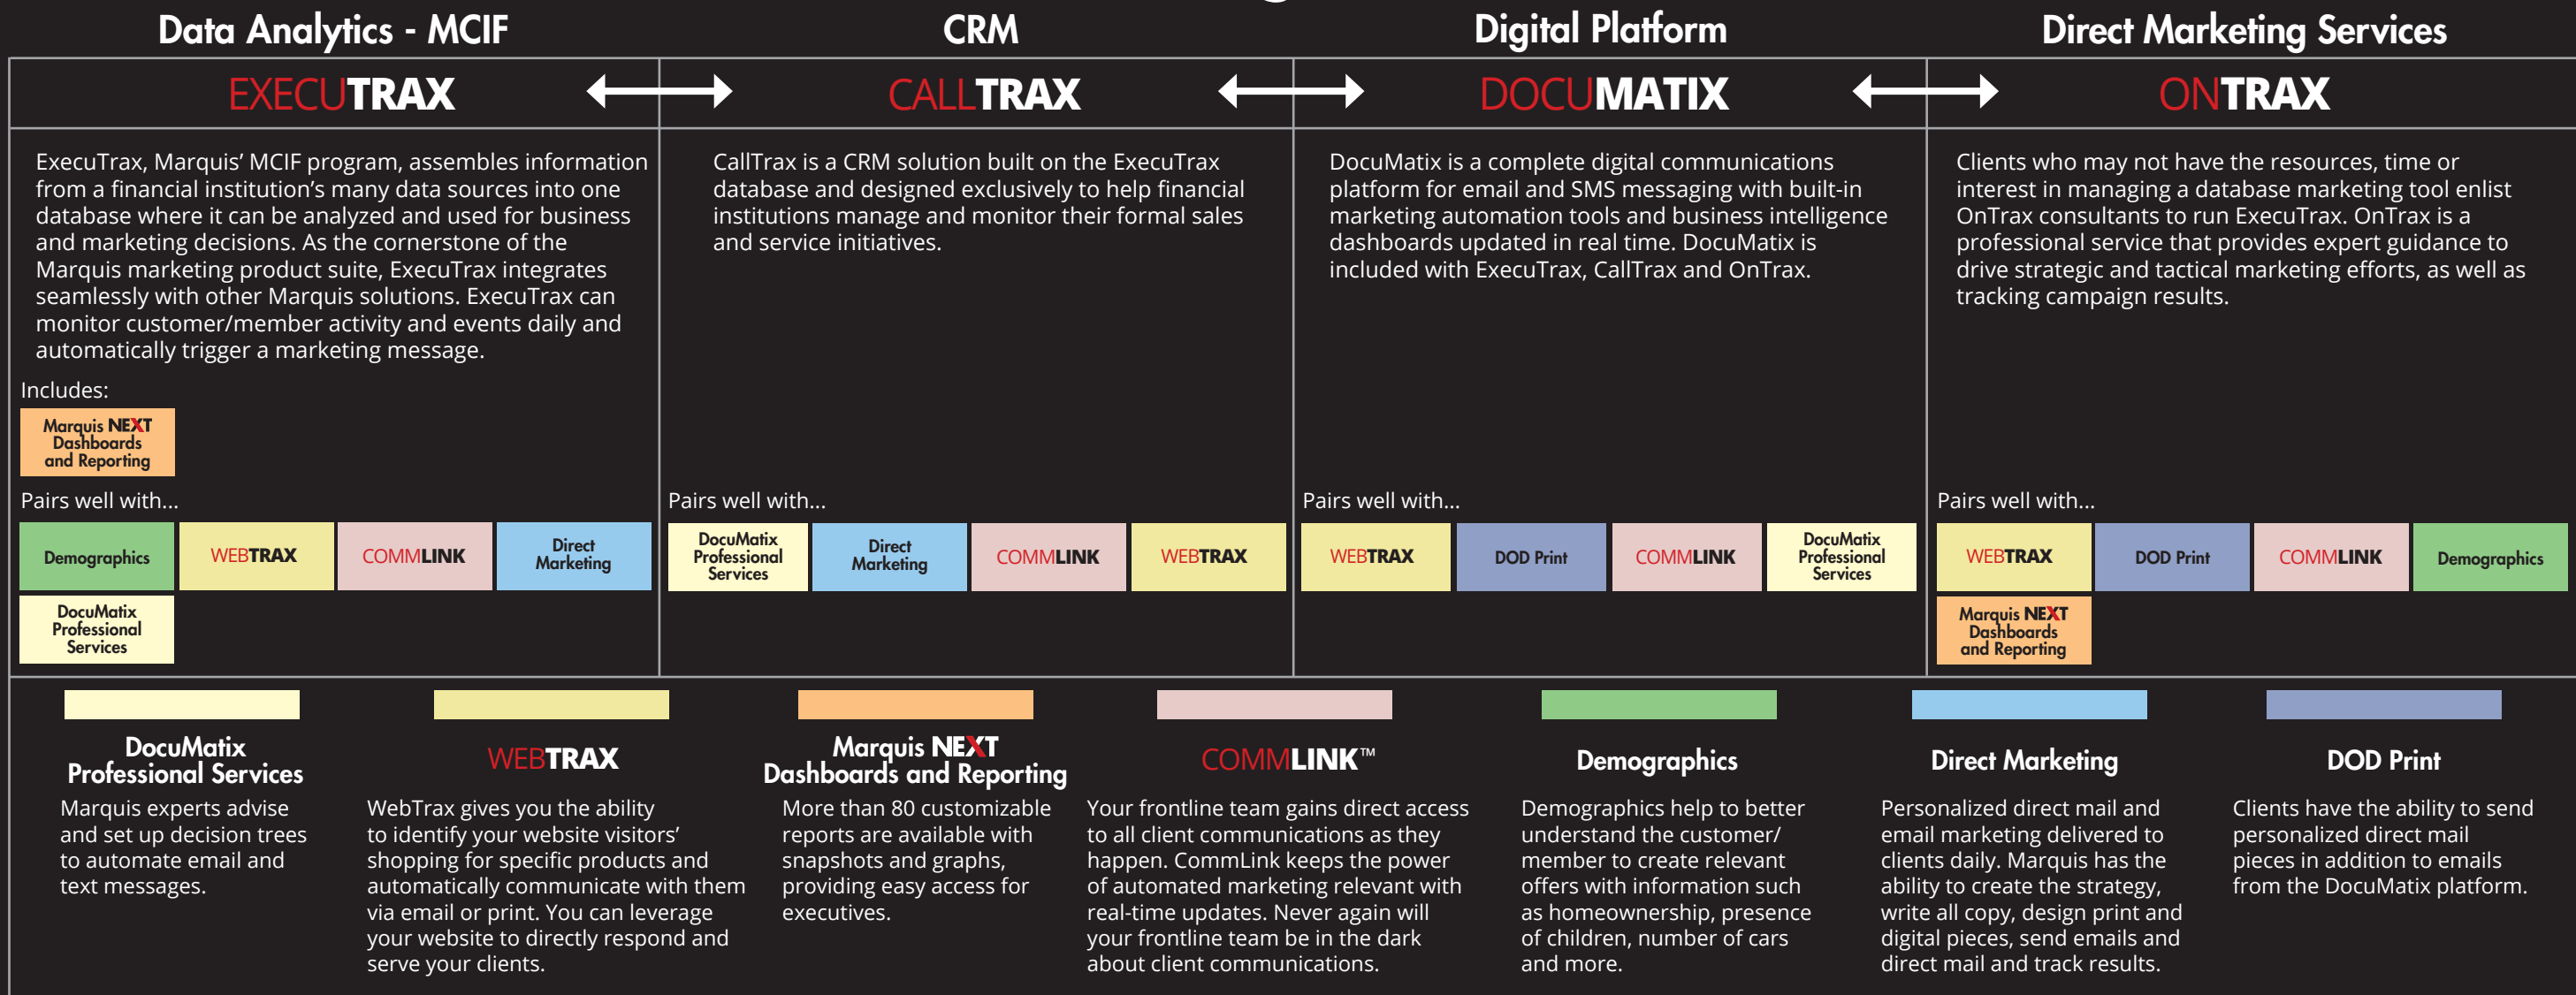 Data Analytics - MCIF
CRM
Digital Platform
Direct Marketing Services
EXECUTRAX
CALLTRAX
DOCUMATIX
ONTRAX
ExecuTrax, Marquis’ MCIF program, assembles information
from a financial institution’s many data sources into one
database where it can be analyzed and used for business
and marketing decisions. As the cornerstone of the
Marquis marketing product suite, ExecuTrax integrates
seamlessly with other Marquis solutions. ExecuTrax can
monitor customer/member activity and events daily and
automatically trigger a marketing message.
Includes:
Marquis NEXT
Dashboards
and Reporting
Pairs well with...
Demographics
WEBTRAX
COMMLINK
Direct
Marketing
DocuMatix
Professional
Services
CallTrax is a CRM solution built on the ExecuTrax
database and designed exclusively to help financial
institutions manage and monitor their formal sales
and service initiatives.
Pairs well with...
DocuMatix
Professional
Services
Direct
Marketing
COMMLINK
WEBTRAX
DocuMatix is a complete digital communications
platform for email and SMS messaging with built-in
marketing automation tools and business intelligence
dashboards updated in real time. DocuMatix is
included with ExecuTrax, CallTrax and OnTrax.
Pairs well with...
WEBTRAX
DOD Print
COMMLINK
DocuMatix
Professional
Services
Clients who may not have the resources, time or
interest in managing a database marketing tool enlist
OnTrax consultants to run ExecuTrax. OnTrax is a
professional service that provides expert guidance to
drive strategic and tactical marketing efforts, as well as
tracking campaign results.
Pairs well with...
WEBTRAX
DOD Print
COMMLINK
Demographics
Marquis NEXT
Dashboards
and Reporting
DocuMatix
Professional Services
Marquis experts advise
and set up decision trees
to automate email and
text messages.
WEBTRAX
WebTrax gives you the ability
to identify your website visitors’
shopping for specific products and
automatically communicate with them
via email or print. You can leverage
your website to directly respond and
serve your clients.
Marquis NEXT
Dashboards and Reporting
More than 80 customizable
reports are available with
snapshots and graphs,
providing easy access for
executives.
COMMLINK™
Your frontline team gains direct access
to all client communications as they
happen. CommLink keeps the power
of automated marketing relevant with
real-time updates. Never again will
your frontline team be in the dark
about client communications.
Demographics
Demographics help to better
understand the customer/
member to create relevant
offers with information such
as homeownership, presence
of children, number of cars
and more.
Direct Marketing
Personalized direct mail and
email marketing delivered to
clients daily. Marquis has the
ability to create the strategy,
write all copy, design print and
digital pieces, send emails and
direct mail and track results.
DOD Print
Clients have the ability to send
personalized direct mail
pieces in addition to emails
from the DocuMatix platform.